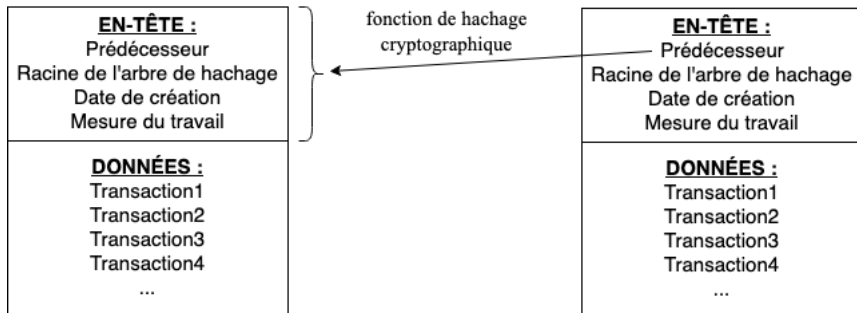 EN-TÊTE :
Prédécesseur
Racine de l'arbre de hachage
Date de création
Mesure du travail
DONNÉES :
Transaction1
Transaction2
Transaction3
Transaction4
...
fonction de hachage
cryptographique
EN-TÊTE :
Prédécesseur
Racine de l'arbre de hachage
Date de création
Mesure du travail
DONNÉES :
Transaction1
Transaction2
Transaction3
Transaction4
...